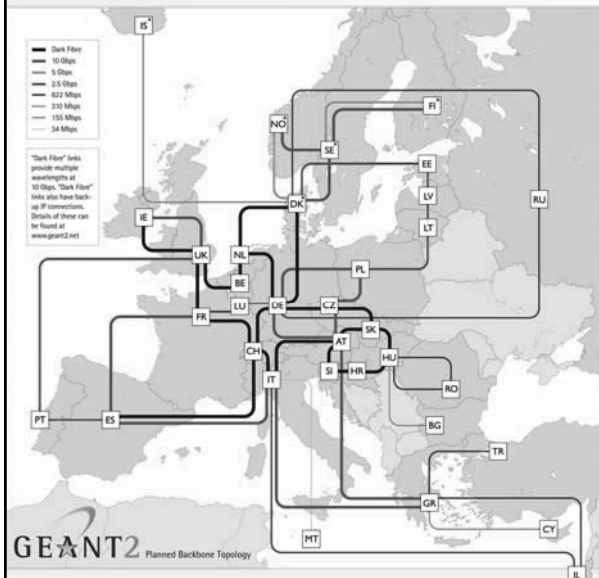 IS*
Dark Fibre
10 Gbps
5 Gbps
2.5 Gbps
622 Mbps
310 Mbps
155 Mbps
34 Mbps
"Dark Fibre" links
provide multiple
wavelengths at
10 Gbps. "Dark Fibre"
links also have back-
up IP connections.
Details of these can
be found at
www.geant2.net
NO*
FI*
SE*
EE
LV
LT
RU
DK*
IE
UK
NL
BE
PL
LU
DE
CZ
FR
SK
AT
CH
HU
IT
SI
HR
RO
PT
ES
BG
TR
GR
CY
MT
IL
GEANT2 Planned Backbone Topology